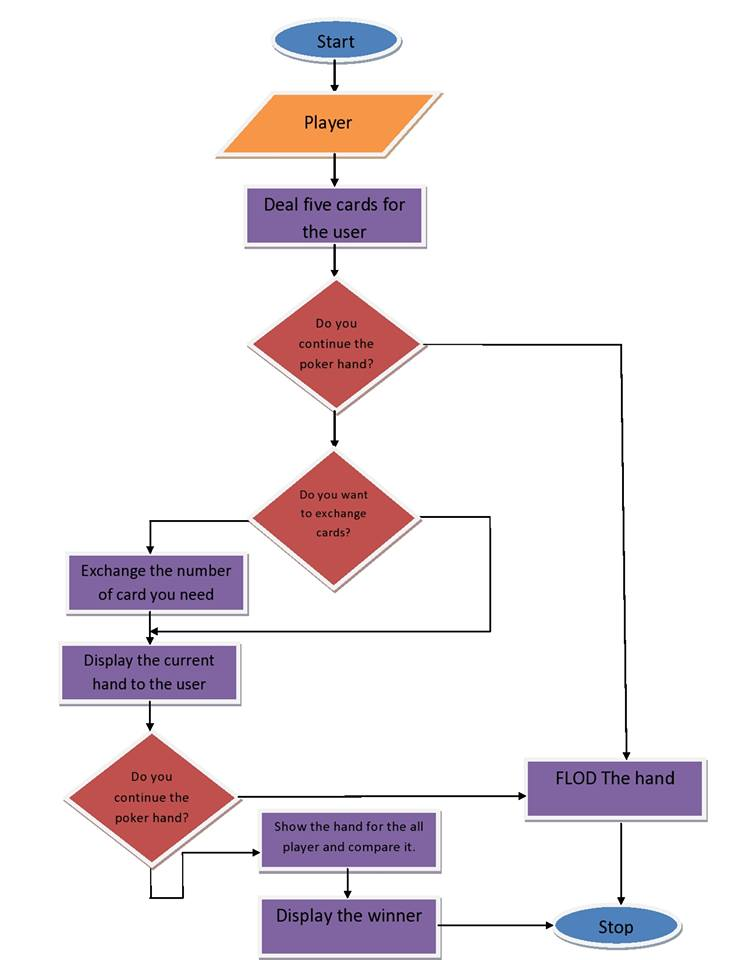 Start
Player
Deal five cards for
the user
Do you
continue the
poker hand?
Do you want
to exchange
cards?
Exchange the number
of card you need
Display the current
hand to the user
Do you
continue the
poker hand?
FLOD The hand
Show the hand for the all
player and compare it.
Display the winner
Stop